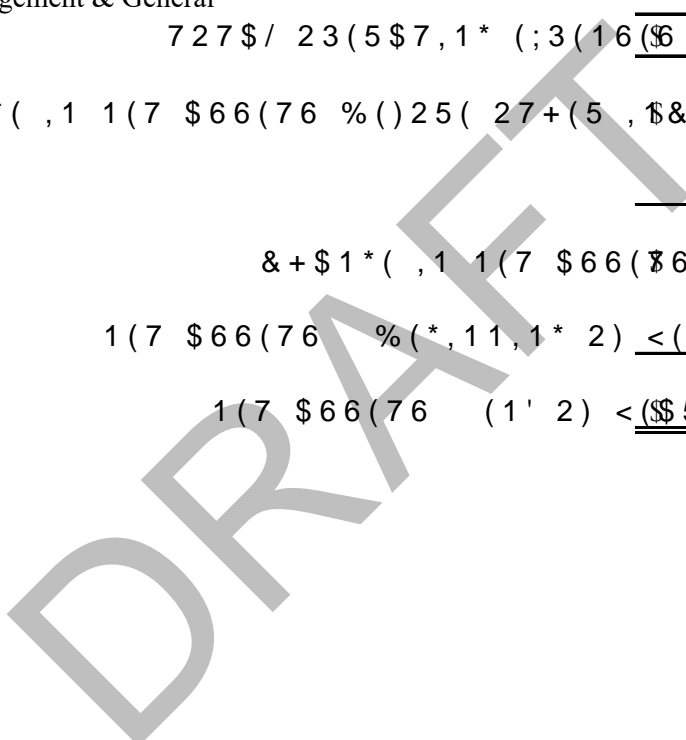 gement & General
727$/ 23(5$7,1* (;3(16(6 $
( ,1 1(7 $66(76 %()25( 27+(5 ,1& $
&+$1*( ,1 1(7 $66(76 $
1(7 $66(76 %(*,11,1* 2) <(
1(7 $66(76 (1' 2) <($5 $
DRAFT